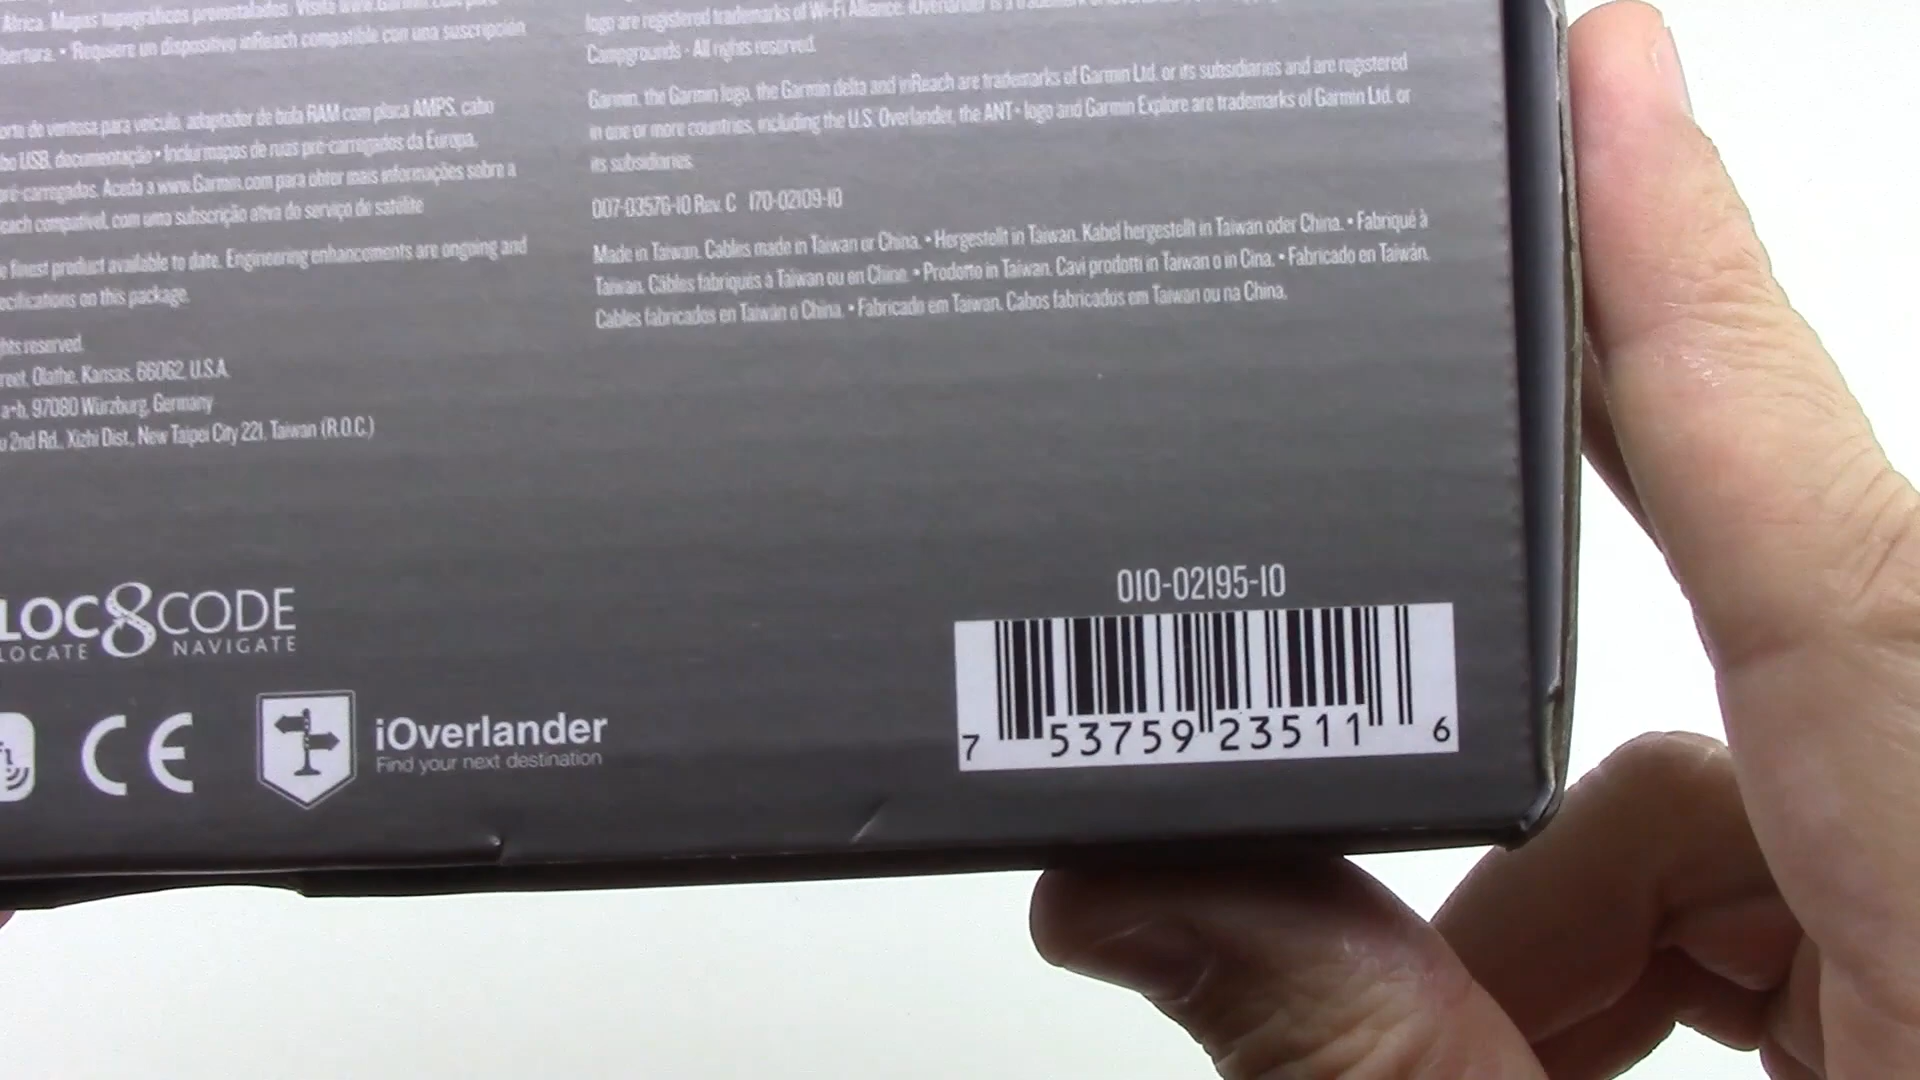 África. Mapas topográficos preinstalados. Visita www.Garmin.com para
bertura. • Requiere un dispositivo inReach compatible con una suscripción
orte de ventosa para veículo, adaptador de bola RAM com placa AMPS, cabo
bo USB, documentação • Inclui mapas de ruas pré-carregados da Europa,
pré-carregadas. Aceda a www.Garmin.com para obter mais informações sobre a
each compatível, com uma subscrição ativa do serviço de satélite
e finest product available to date. Engineering enhancements are ongoing and
ecifications on this package.
hts reserved.
reet, Olathe, Kansas, 66062, U.S.A.
a+b, 97080 Würzburg, Germany
u 2nd Rd., Xizhi Dist., New Taipei City 221, Taiwan (R.O.C.)
LOC8CODE
LOCATE NAVIGATE
CE
iOverlander
Find your next destination
logo are registered trademarks of Wi-Fi Alliance. iOverlander is a trademark of
Campgrounds - All rights reserved.
Garmin, the Garmin logo, the Garmin delta and inReach are trademarks of Garmin Ltd. or its subsidiaries and are registered
in one or more countries, including the U.S. Overlander, the ANT+ logo and Garmin Explore are trademarks of Garmin Ltd. or
its subsidiaries.
007-03576-10 Rev. C 170-02109-10
Made in Taiwan. Cables made in Taiwan or China. • Hergestellt in Taiwan. Kabel hergestellt in Taiwan oder China. • Fabriqué à
Taiwan. Câbles fabriqués à Taiwan ou en Chine. • Prodotto in Taiwan. Cavi prodotti in Taiwan o in Cina. • Fabricado en Taiwán.
Cables fabricados en Taiwán o China. • Fabricado em Taiwan. Cabos fabricados em Taiwan ou na China.
010-02195-10
7 53759 23511 6